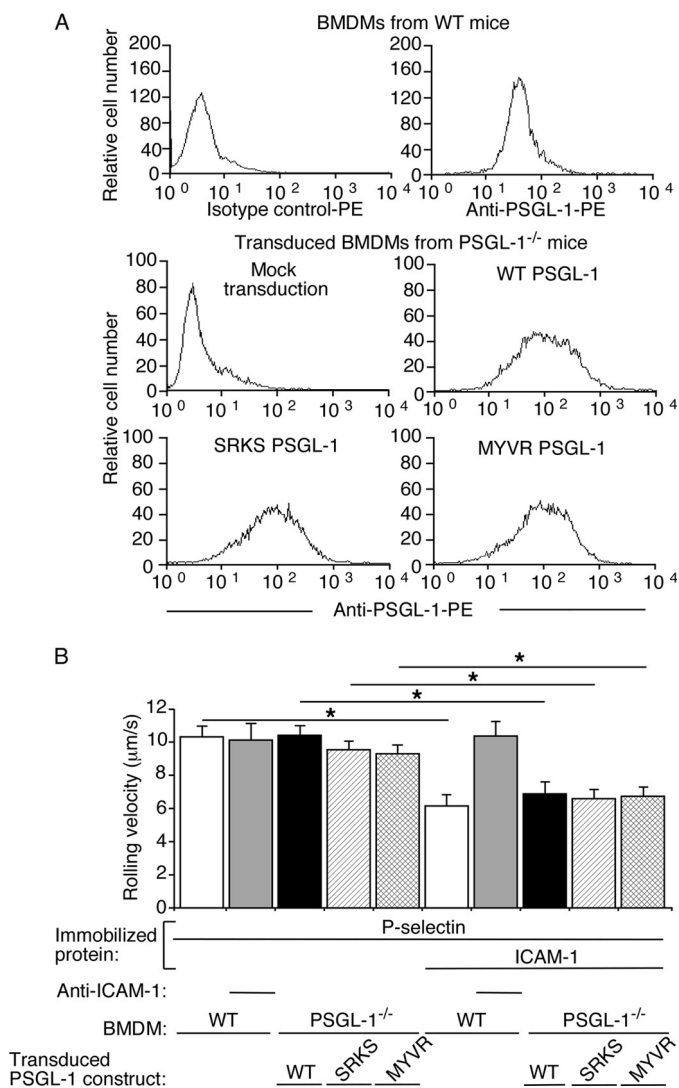 A
BMDMs from WT mice
Relative cell number
200
160
120
80
40
0
10 0 10 1 10 2 10 3 10 4
Isotype control-PE
200
160
120
80
40
0
10 0 10 1 10 2 10 3 10 4
Anti-PSGL-1-PE
Transduced BMDMs from PSGL-1-/- mice
Relative cell number
Mock
transduction
100
80
60
40
20
0
10 0 10 1 10 2 10 3 10 4
WT PSGL-1
100
80
60
40
20
0
10 0 10 1 10 2 10 3 10 4
SRKS PSGL-1
100
80
60
40
20
0
10 0 10 1 10 2 10 3 10 4
MYVR PSGL-1
100
80
60
40
20
0
10 0 10 1 10 2 10 3 10 4
Anti-PSGL-1-PE
B
*
*
*
*
Rolling velocity (µm/s)
12
10
8
6
4
2
0
Immobilized protein:
P-selectin
ICAM-1
Anti-ICAM-1:
BMDM: WT PSGL-1-/- WT PSGL-1-/-
Transduced
PSGL-1 construct: WT SRKS MYVR WT SRKS MYVR